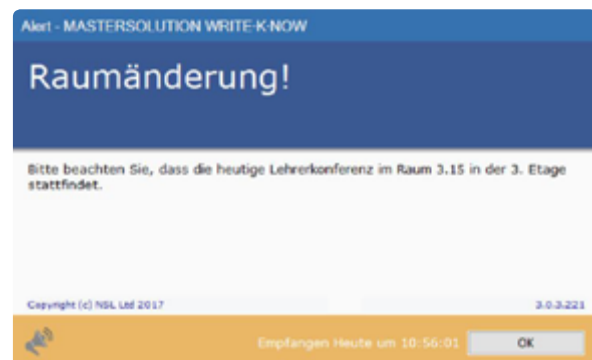 Alert - MASTERSOLUTION WRITE-K-NOW
Raumänderung!
Bitte beachten Sie, dass die heutige Lehrerkonferenz im Raum 3.15 in der 3. Etage
stattfindet.
Copyright (c) NSL Ltd 2017 3.0.3.221
Empfangen Heute um 10:56:01 OK